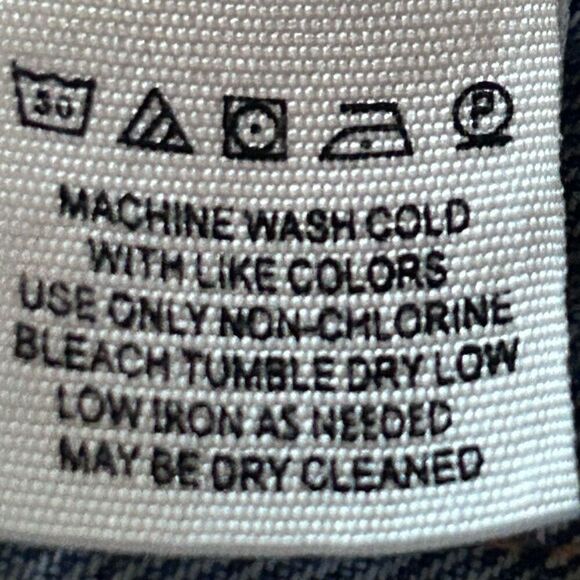 30 P
MACHINE WASH COLD
WITH LIKE COLORS
USE ONLY NON-CHLORINE
BLEACH TUMBLE DRY LOW
LOW IRON AS NEEDED
MAY BE DRY CLEANED